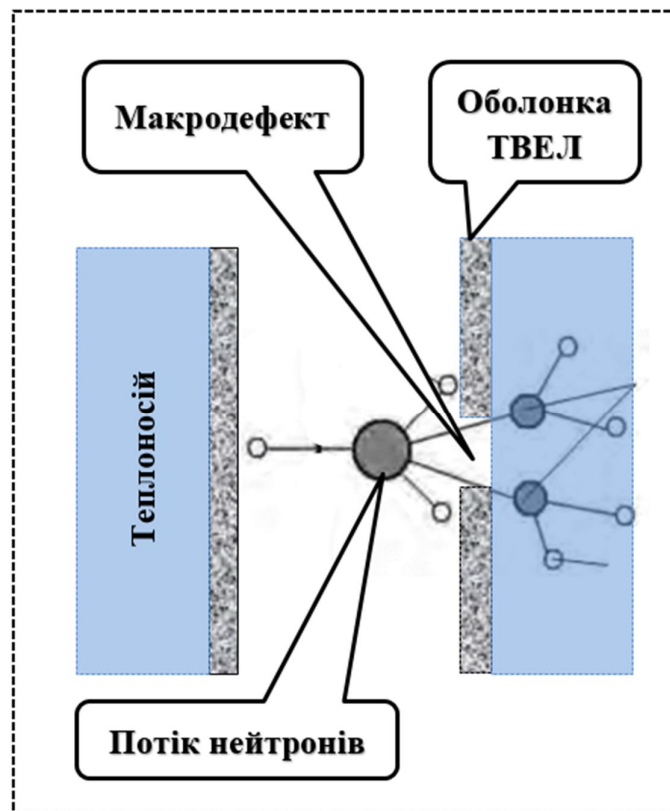 Макродефект
Оболонка
ТВЕЛ
Теплоносій
Потік нейтронів